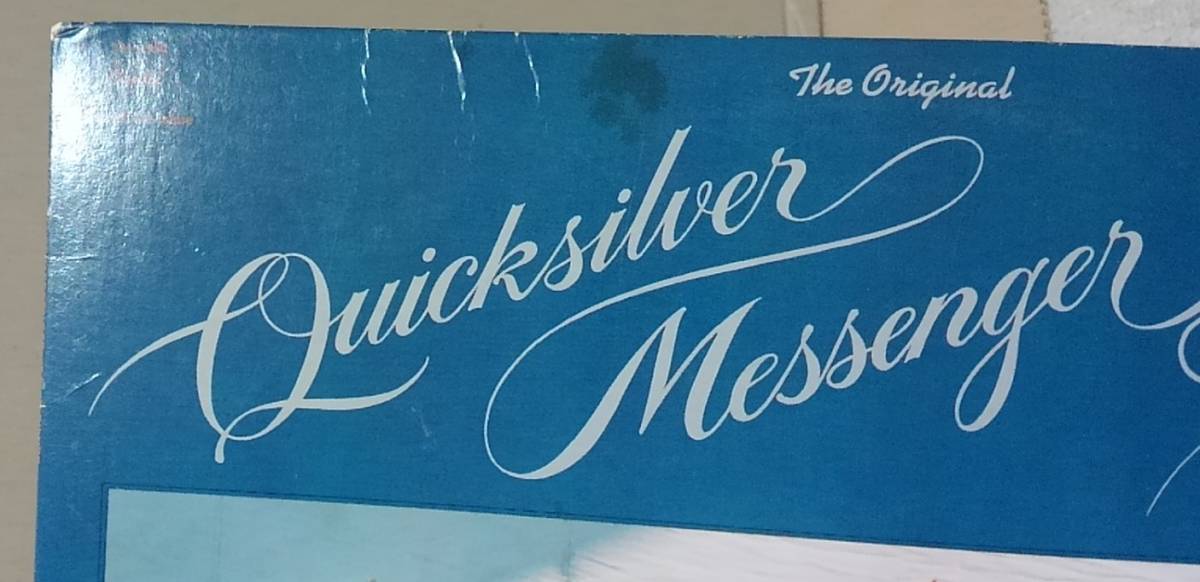 The Original
Quicksilver
Messenger